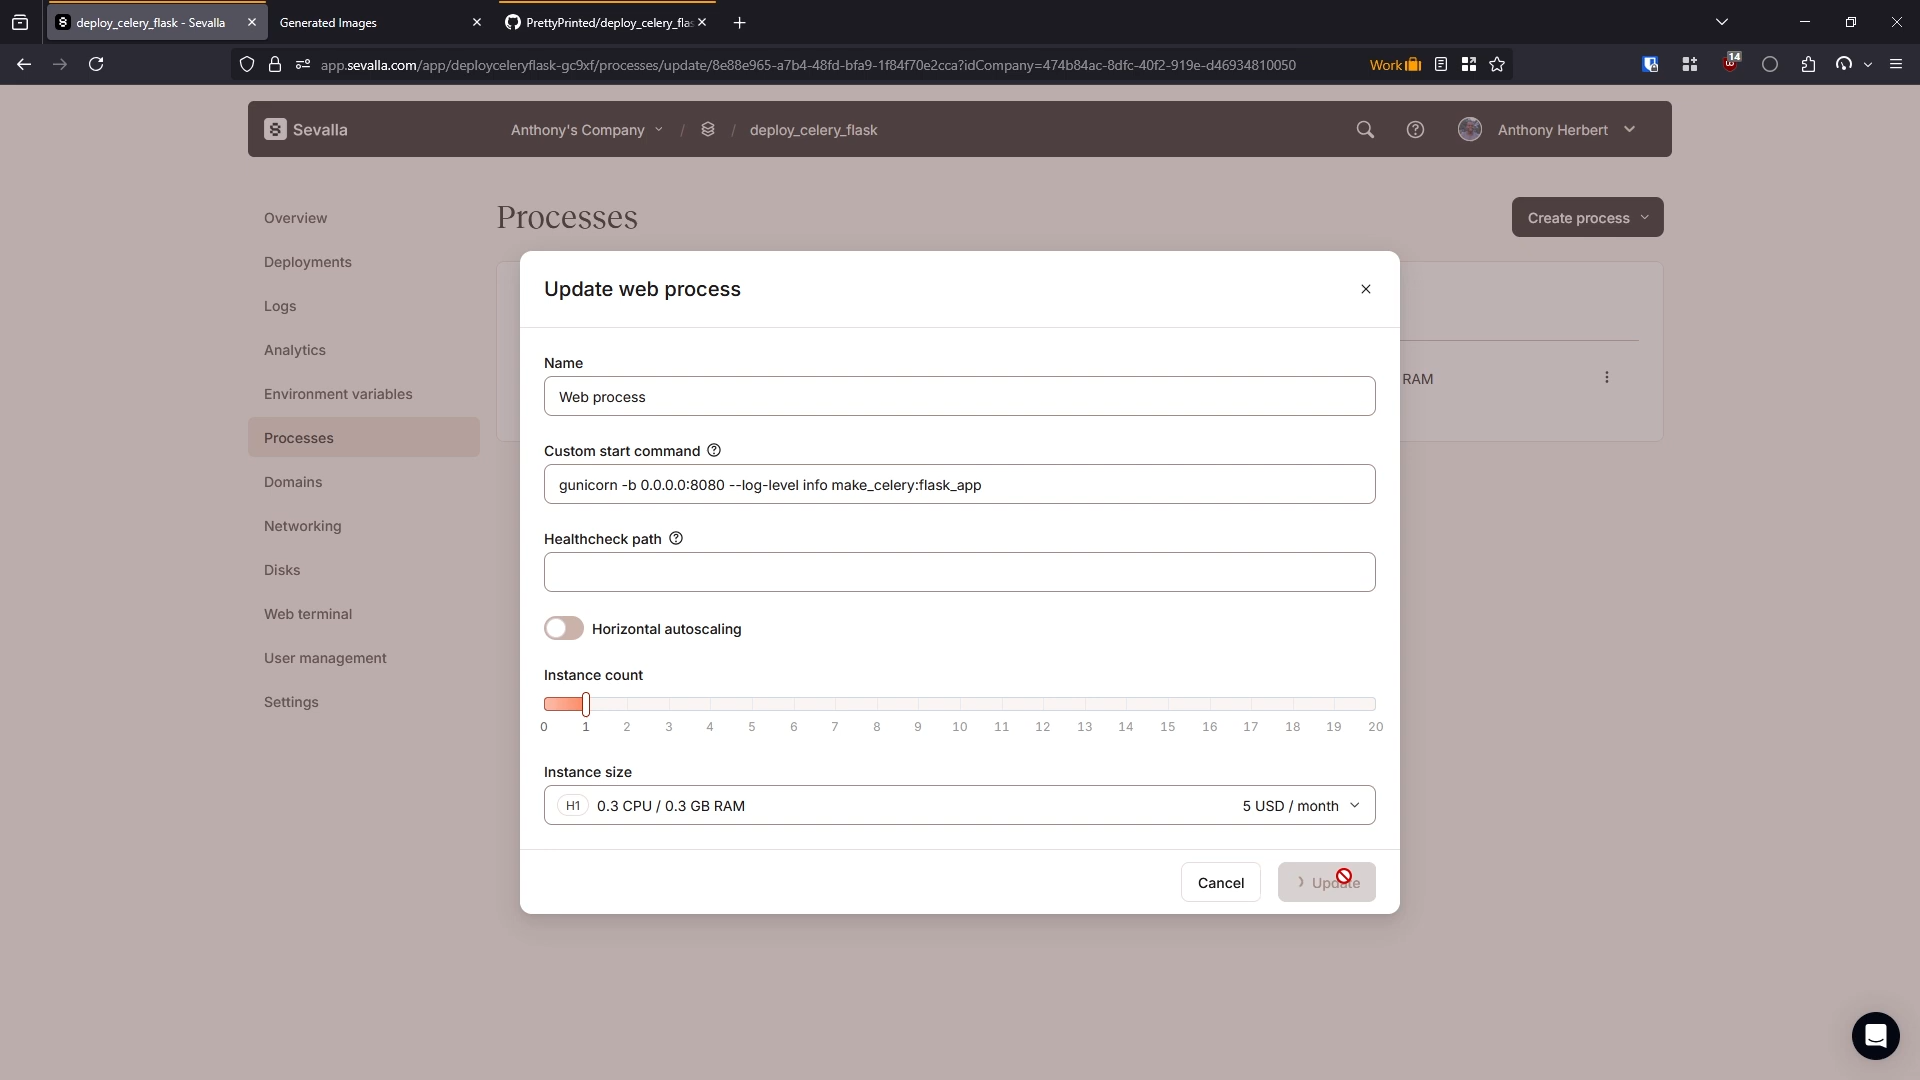 deploy_celery_flask - Sevalla
Generated Images
PrettyPrinted/deploy_celery_flas
app.sevalla.com/app/deployceleryflask-gc9xf/processes/update/8e88e965-a7b4-48fd-bfa9-1f84f70e2cca?idCompany=474b84ac-8dfc-40f2-919e-d46934810050
Work
14
Sevalla
Anthony's Company / / deploy_celery_flask
Anthony Herbert
Overview
Deployments
Logs
Analytics
Environment variables
Processes
Domains
Networking
Disks
Web terminal
User management
Settings
Processes
Create process
RAM
Update web process
Name
Web process
Custom start command
gunicorn -b 0.0.0.0:8080 --log-level info make_celery:flask_app
Healthcheck path
Horizontal autoscaling
Instance count
0 1 2 3 4 5 6 7 8 9 10 11 12 13 14 15 16 17 18 19 20
Instance size
H1 0.3 CPU / 0.3 GB RAM 5 USD / month
Cancel
Update